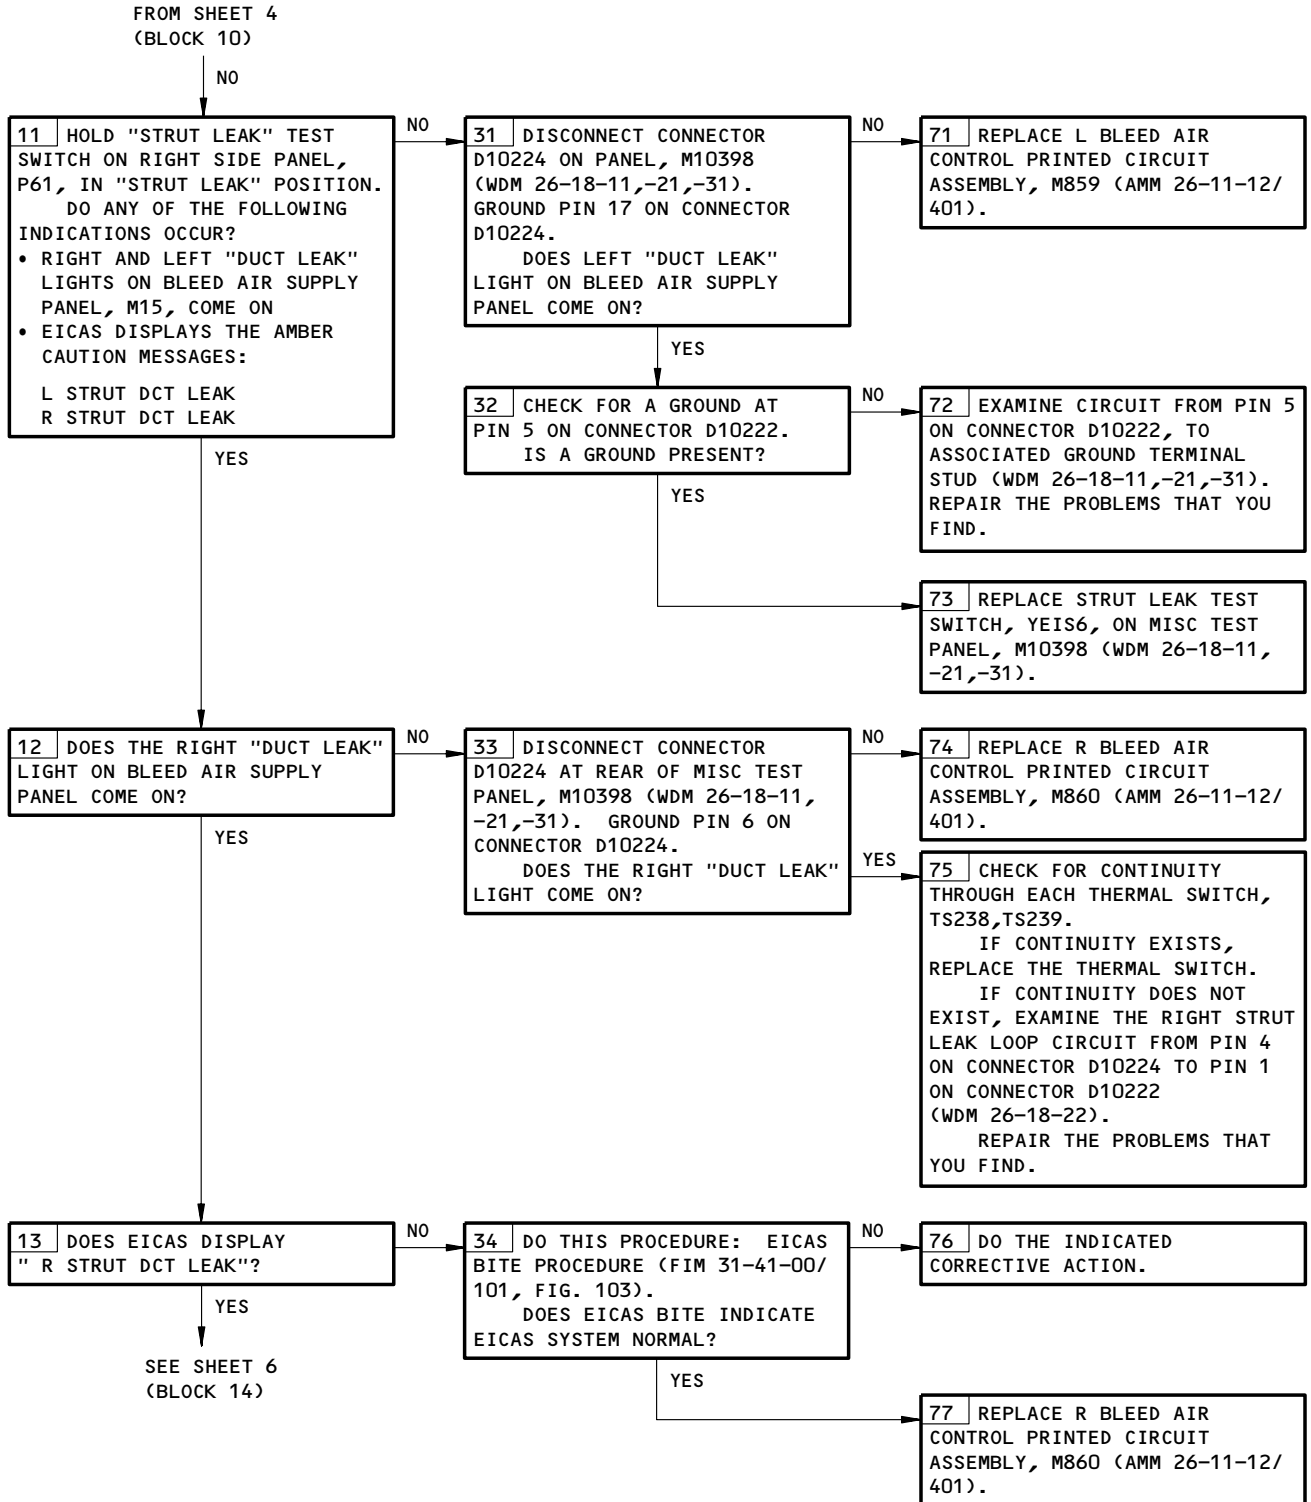 FROM SHEET 4
(BLOCK 10)
NO
11 HOLD "STRUT LEAK" TEST
SWITCH ON RIGHT SIDE PANEL,
P61, IN "STRUT LEAK" POSITION.
DO ANY OF THE FOLLOWING
INDICATIONS OCCUR?
• RIGHT AND LEFT "DUCT LEAK"
LIGHTS ON BLEED AIR SUPPLY
PANEL, M15, COME ON
• EICAS DISPLAYS THE AMBER
CAUTION MESSAGES:
L STRUT DCT LEAK
R STRUT DCT LEAK
NO
31 DISCONNECT CONNECTOR
D10224 ON PANEL, M10398
(WDM 26-18-11,-21,-31).
GROUND PIN 17 ON CONNECTOR
D10224.
DOES LEFT "DUCT LEAK"
LIGHT ON BLEED AIR SUPPLY
PANEL COME ON?
NO
71 REPLACE L BLEED AIR
CONTROL PRINTED CIRCUIT
ASSEMBLY, M859 (AMM 26-11-12/
401).
YES
32 CHECK FOR A GROUND AT
PIN 5 ON CONNECTOR D10222.
IS A GROUND PRESENT?
NO
72 EXAMINE CIRCUIT FROM PIN 5
ON CONNECTOR D10222, TO
ASSOCIATED GROUND TERMINAL
STUD (WDM 26-18-11,-21,-31).
REPAIR THE PROBLEMS THAT YOU
FIND.
YES
YES
73 REPLACE STRUT LEAK TEST
SWITCH, YEIS6, ON MISC TEST
PANEL, M10398 (WDM 26-18-11,
-21,-31).
12 DOES THE RIGHT "DUCT LEAK"
LIGHT ON BLEED AIR SUPPLY
PANEL COME ON?
NO
33 DISCONNECT CONNECTOR
D10224 AT REAR OF MISC TEST
PANEL, M10398 (WDM 26-18-11,
-21,-31). GROUND PIN 6 ON
CONNECTOR D10224.
DOES THE RIGHT "DUCT LEAK"
LIGHT COME ON?
NO
74 REPLACE R BLEED AIR
CONTROL PRINTED CIRCUIT
ASSEMBLY, M860 (AMM 26-11-12/
401).
YES
YES
75 CHECK FOR CONTINUITY
THROUGH EACH THERMAL SWITCH,
TS238,TS239.
IF CONTINUITY EXISTS,
REPLACE THE THERMAL SWITCH.
IF CONTINUITY DOES NOT
EXIST, EXAMINE THE RIGHT STRUT
LEAK LOOP CIRCUIT FROM PIN 4
ON CONNECTOR D10224 TO PIN 1
ON CONNECTOR D10222
(WDM 26-18-22).
REPAIR THE PROBLEMS THAT
YOU FIND.
13 DOES EICAS DISPLAY
" R STRUT DCT LEAK"?
NO
34 DO THIS PROCEDURE: EICAS
BITE PROCEDURE (FIM 31-41-00/
101, FIG. 103).
DOES EICAS BITE INDICATE
EICAS SYSTEM NORMAL?
NO
76 DO THE INDICATED
CORRECTIVE ACTION.
YES
SEE SHEET 6
(BLOCK 14)
YES
77 REPLACE R BLEED AIR
CONTROL PRINTED CIRCUIT
ASSEMBLY, M860 (AMM 26-11-12/
401).